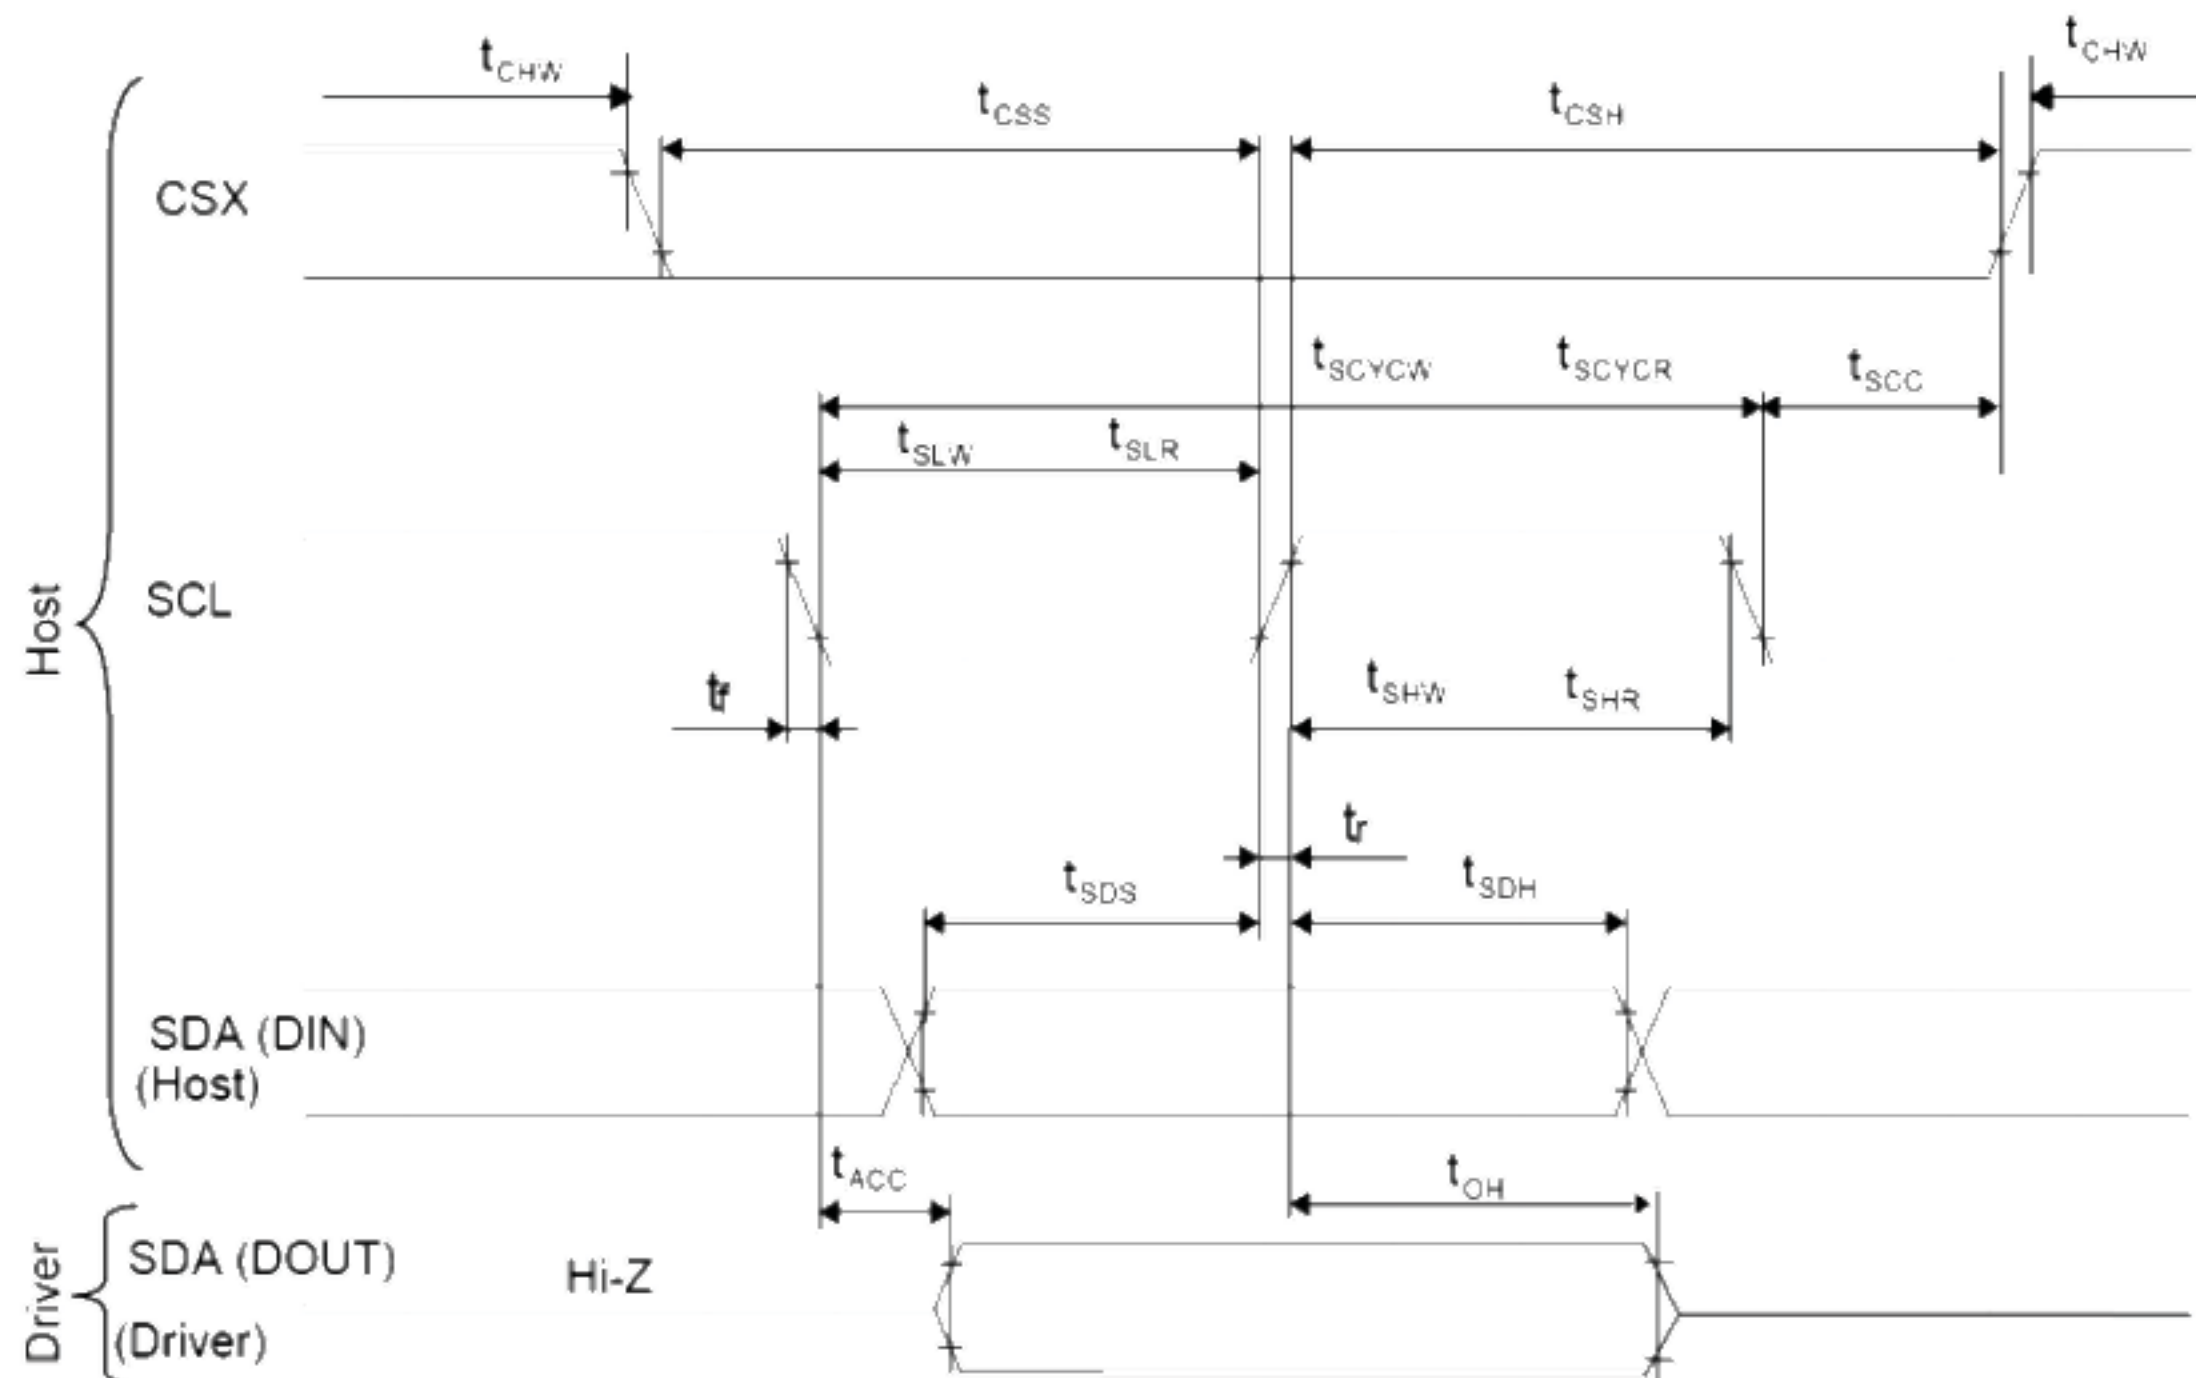 tCHW
tCHW
tCSS
tCSH
CSX
tSCYCW tSCYCR tSCC
tSLW tSLR
Host
SCL
tf
tSHW tSHR
tr
tSDS
tSDH
SDA (DIN)
(Host)
tACC
tOH
Driver
SDA (DOUT)
Hi-Z
(Driver)